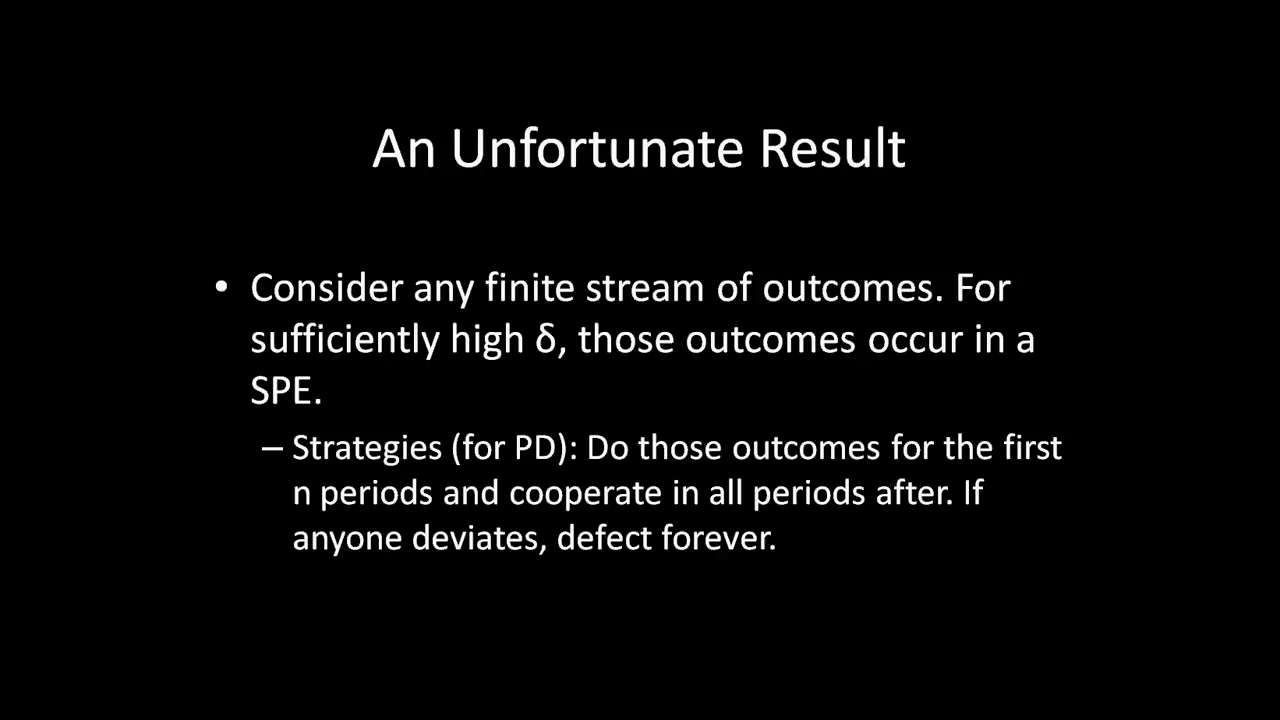 An Unfortunate Result
• Consider any finite stream of outcomes. For
sufficiently high δ, those outcomes occur in a
SPE.
– Strategies (for PD): Do those outcomes for the first
n periods and cooperate in all periods after. If
anyone deviates, defect forever.